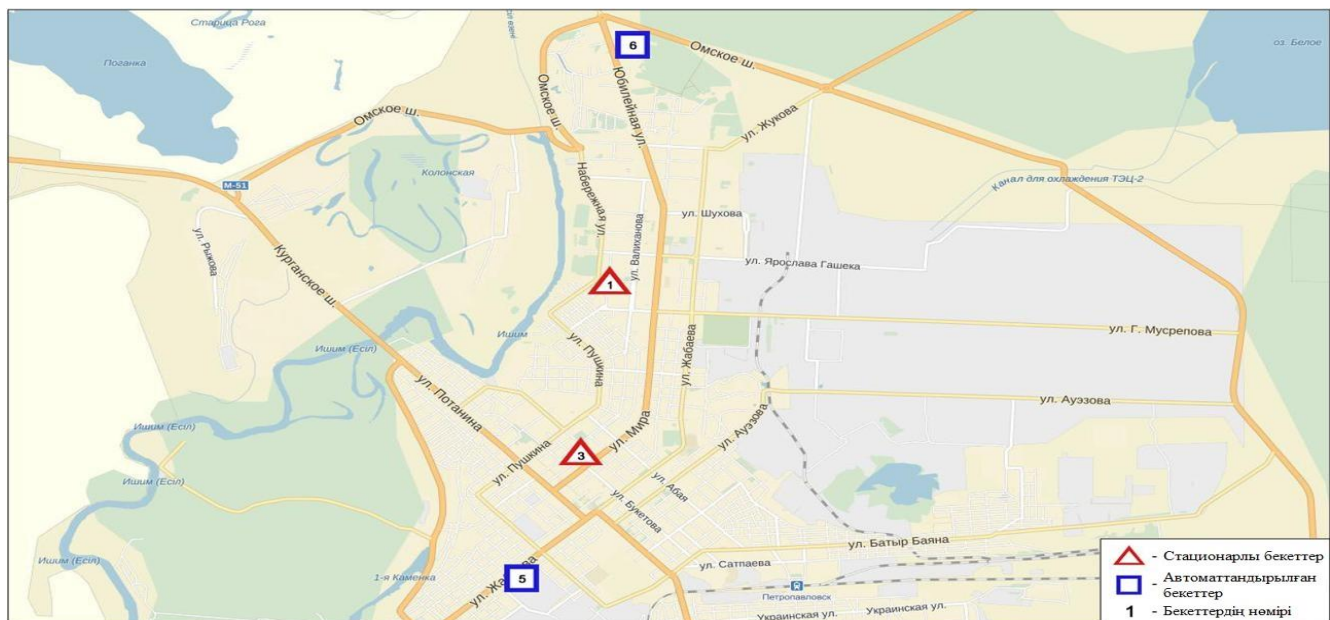 Старица Рога
6
Омское ш.
оз. Белое
Поганка
Омское ш.
Юбилейная ул.
ул. Жукова
Омское ш.
Колонская
Канал для охлаждения ТЭЦ-2
М-51
Набережная ул.
ул. Шухова
ул. Рыжова
ул. Валиханова
ул. Ярослава Гашека
Курганское ш.
1
Ишим
ул. Г. Мусрепова
Ишим (Есіл)
ул. Пушкина
ул. Жабаева
ул. Потанина
ул. Ауэзова
ул. Мира
ул. Ауэзова
Ишим (Есіл)
ул. Пушкина
3
Ишим (Есіл)
ул. Абая
ул. Букетова
ул. Батыр Баяна
Ишим (Есіл)
ул. Сатпаева
1-я Каменка
5
Петропавловск
Украинская ул.
Украинская ул.
- Стационарлы бекеттер
- Автоматтандырылған
бекеттер
1 - Бекеттердің нөмірі